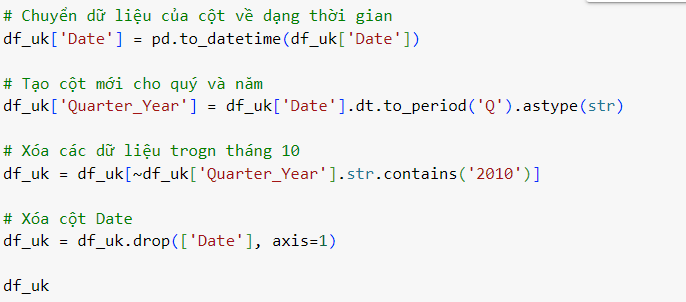 # Chuyển dữ liệu của cột về dạng thời gian
df_uk['Date'] = pd.to_datetime(df_uk['Date'])
# Tạo cột mới cho quý và năm
df_uk['Quarter_Year'] = df_uk['Date'].dt.to_period('Q').astype(str)
# Xóa các dữ liệu trogn tháng 10
df_uk = df_uk[~df_uk['Quarter_Year'].str.contains('2010')]
# Xóa cột Date
df_uk = df_uk.drop(['Date'], axis=1)
df_uk